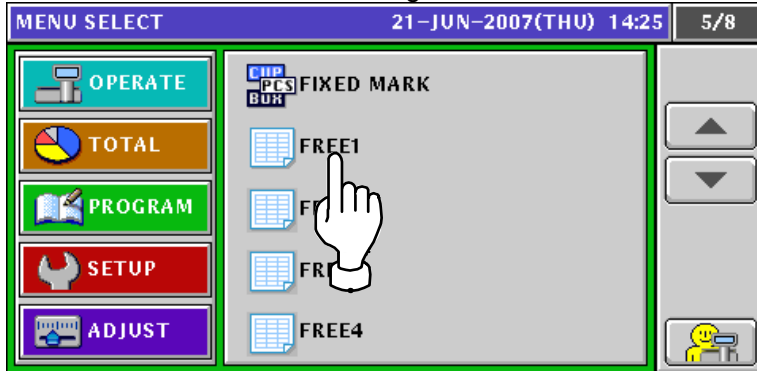 MENU SELECT 21-JUN-2007(THU) 14:25 5/8
OPERATE
TOTAL
PROGRAM
SETUP
ADJUST
CUP
PCS
BOX
FIXED MARK
FREE1
FREE4